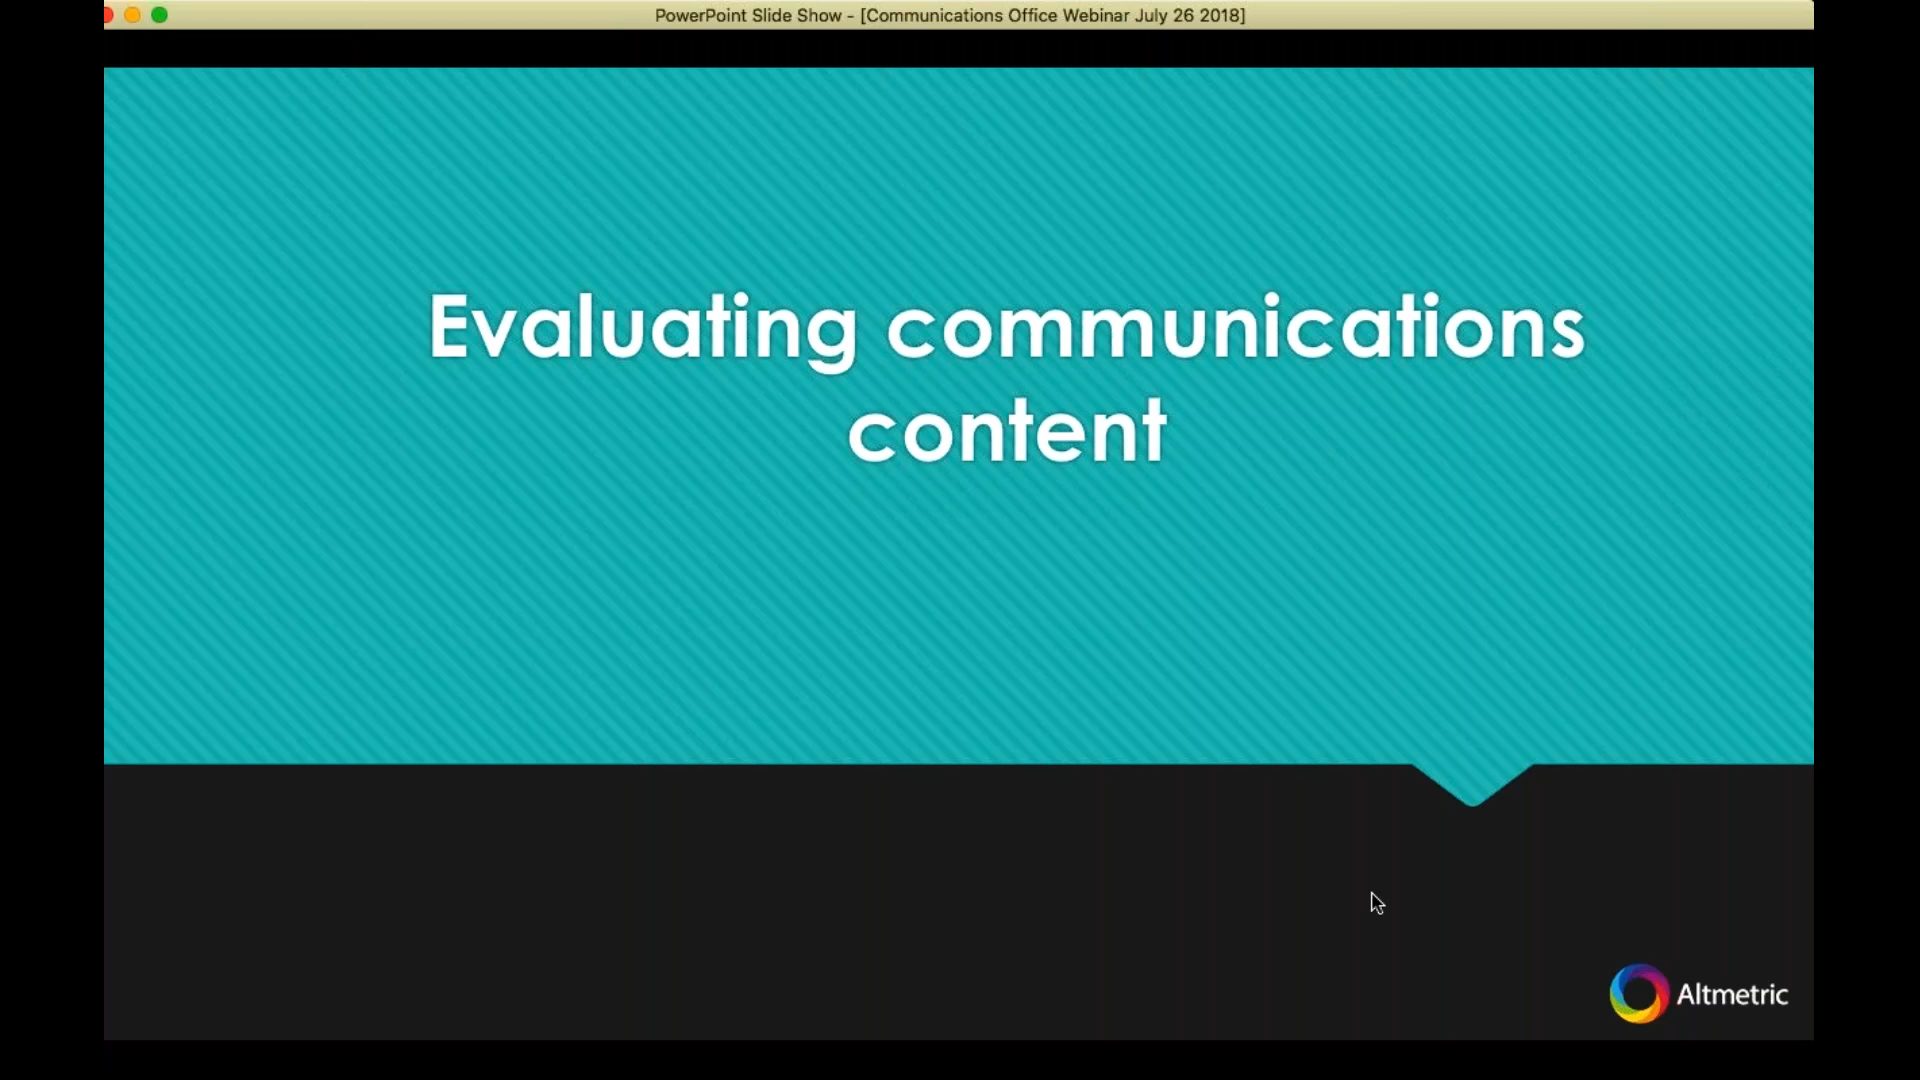 PowerPoint Slide Show - [Communications Office Webinar July 26 2018]
Evaluating communications
content
Altmetric